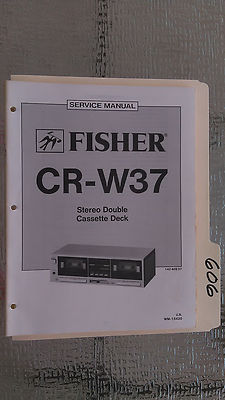 SERVICE MANUAL
FISHER
CR-W37
Stereo Double
Cassette Deck
606